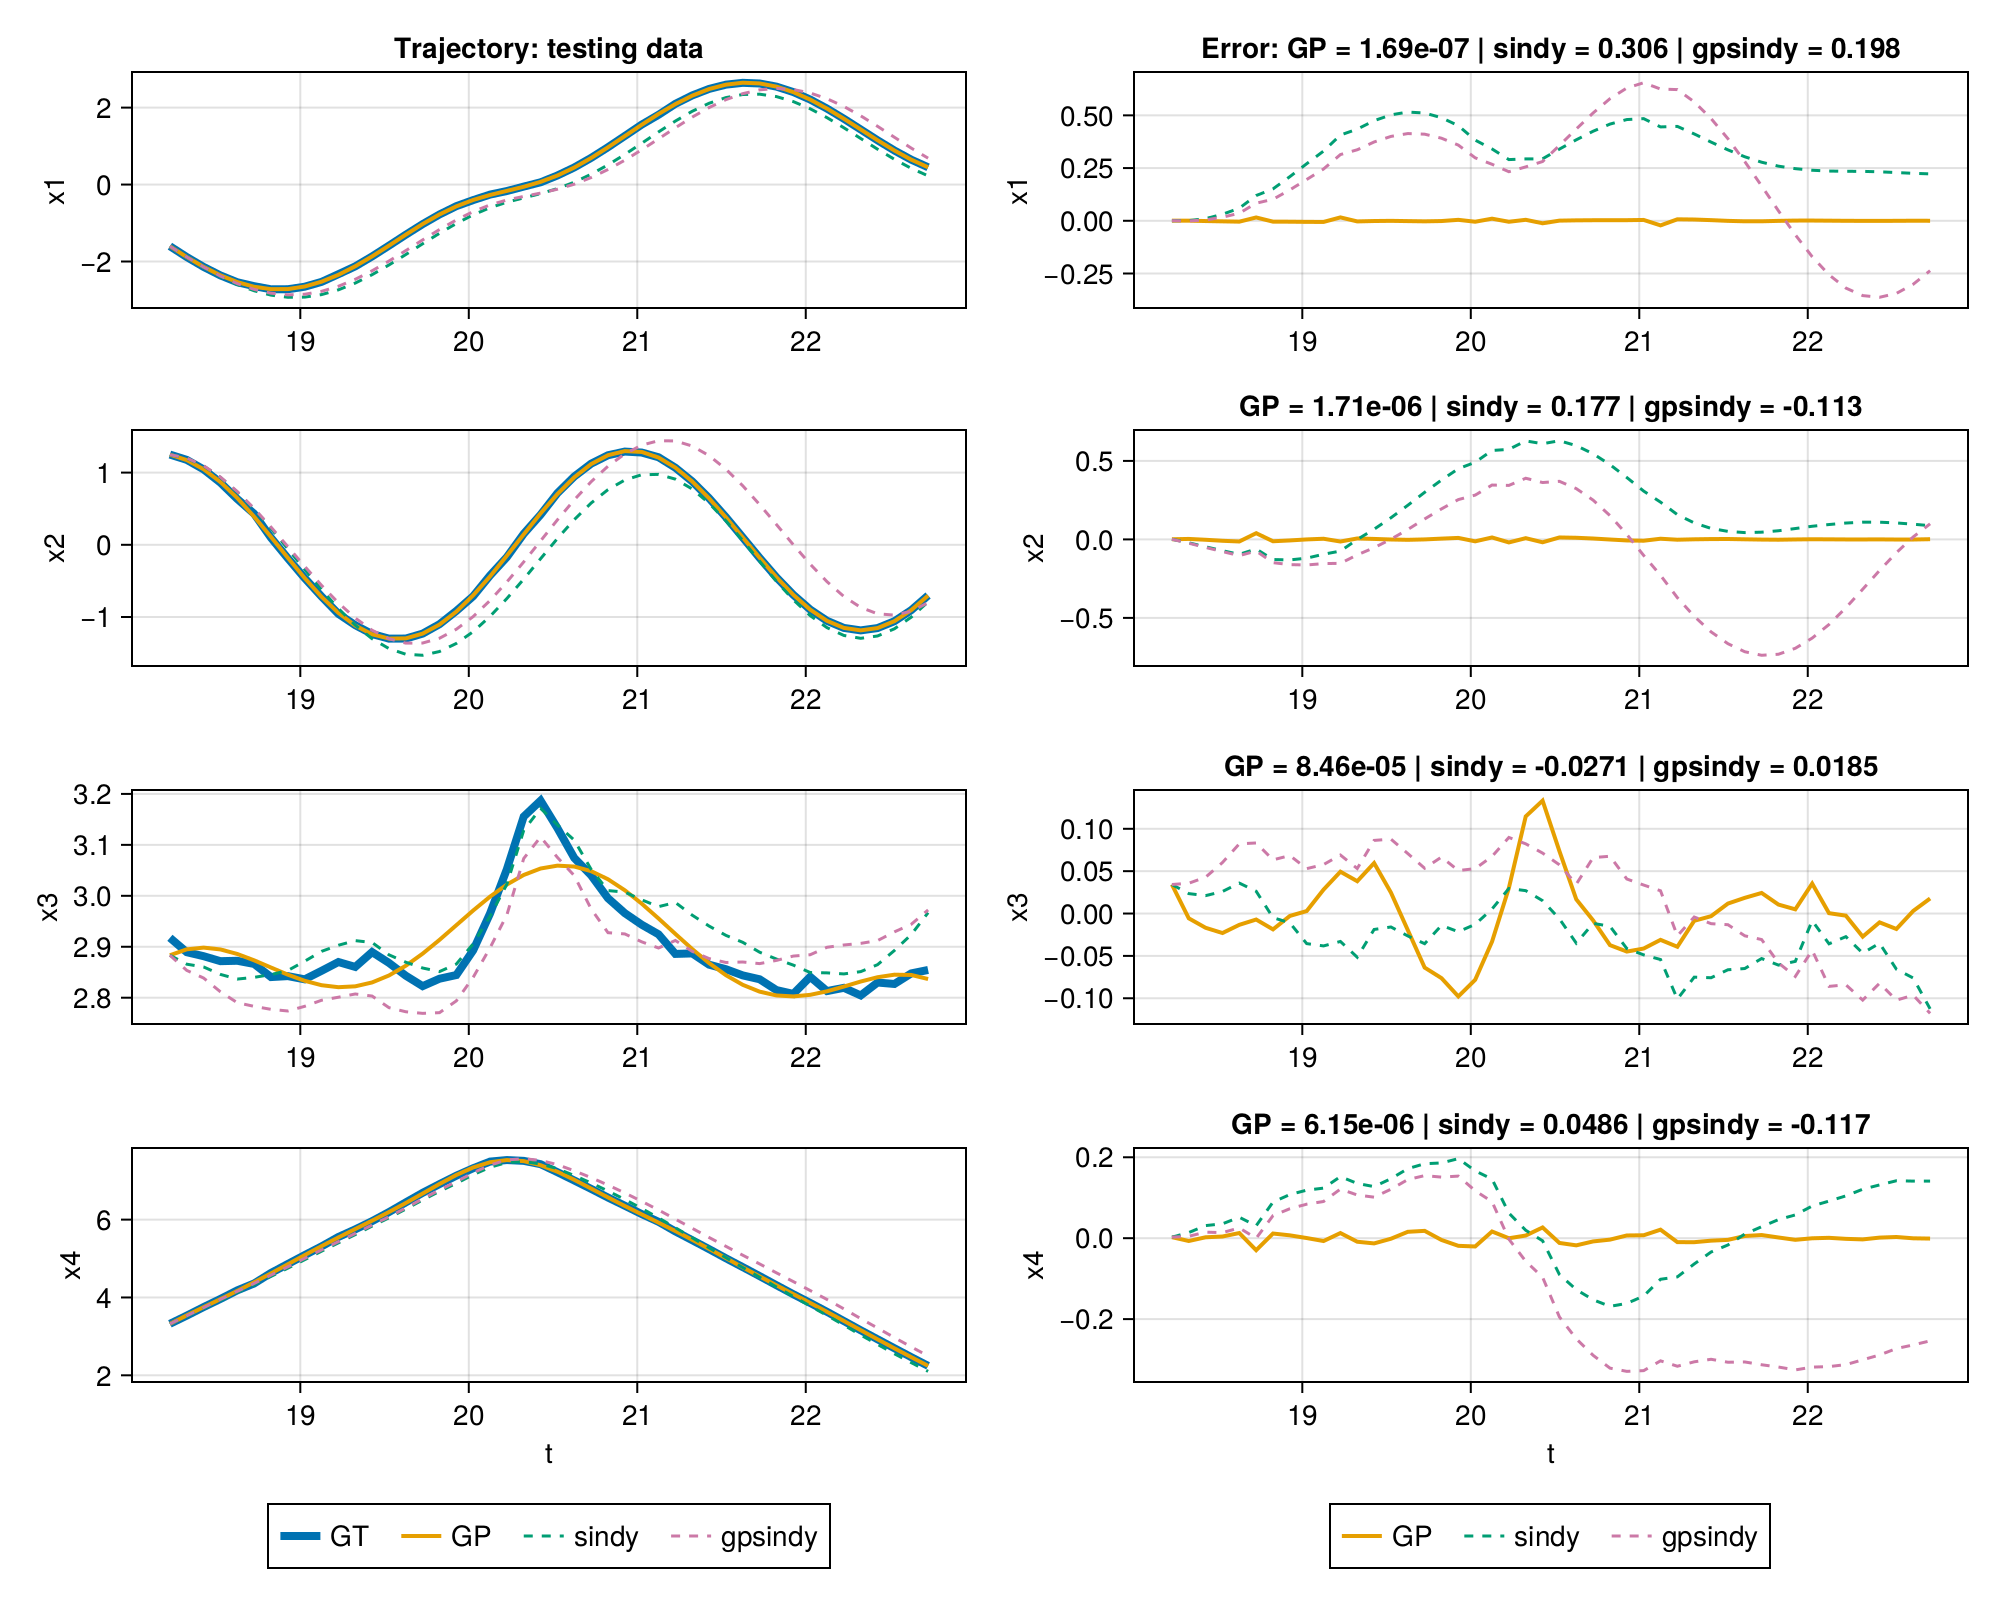 Trajectory: testing data
x1
2
0
−2
19 20 21 22
Error: GP = 1.69e-07 | sindy = 0.306 | gpsindy = 0.198
x1
0.50
0.25
0.00
−0.25
19 20 21 22
x2
1
0
−1
19 20 21 22
GP = 1.71e-06 | sindy = 0.177 | gpsindy = -0.113
x2
0.5
0.0
−0.5
19 20 21 22
x3
3.2
3.1
3.0
2.9
2.8
19 20 21 22
GP = 8.46e-05 | sindy = -0.0271 | gpsindy = 0.0185
x3
0.10
0.05
0.00
−0.05
−0.10
19 20 21 22
x4
6
4
2
19 20 21 22
t
GP = 6.15e-06 | sindy = 0.0486 | gpsindy = -0.117
x4
0.2
0.0
−0.2
19 20 21 22
t
GT GP sindy gpsindy
GP sindy gpsindy